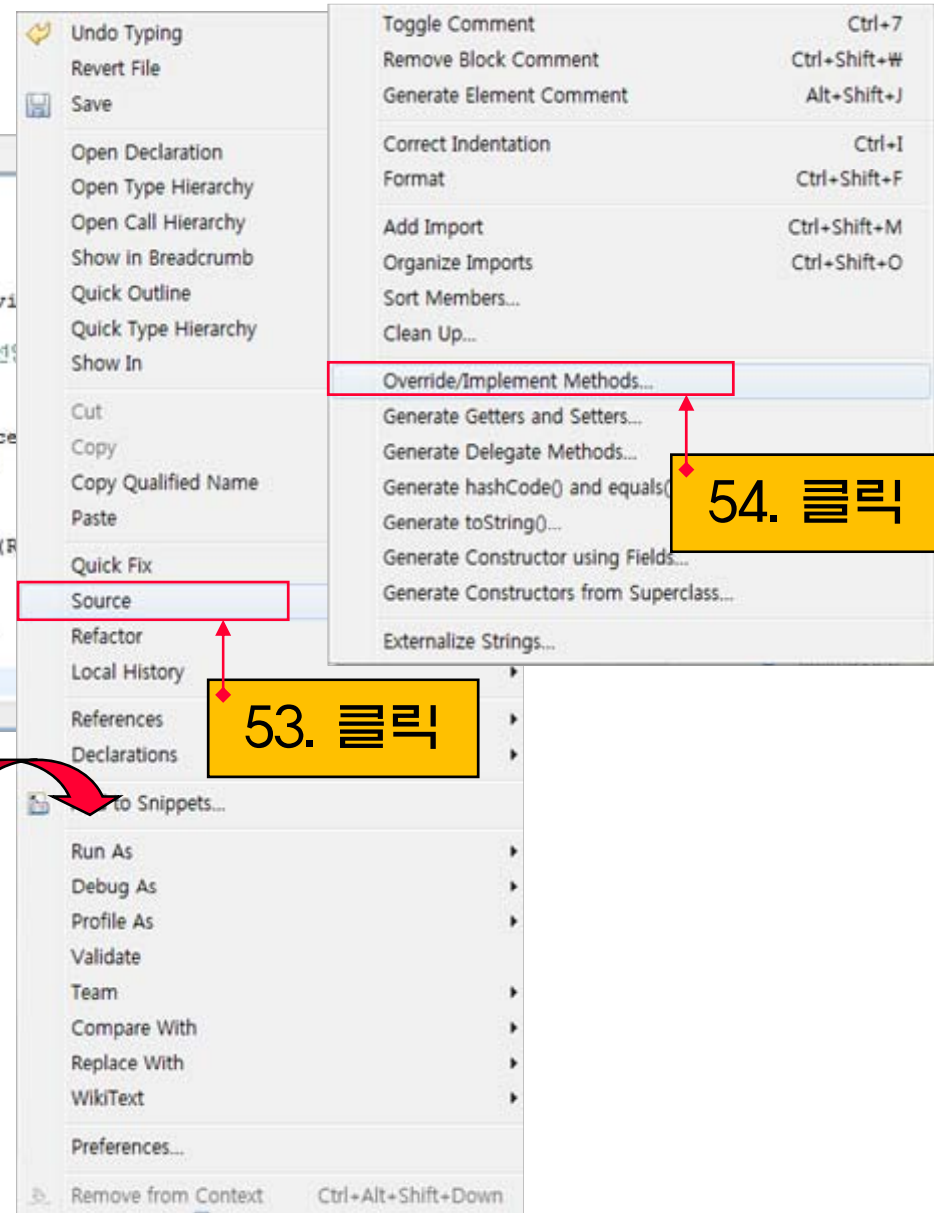 Undo Typing
Revert File
Save
Open Declaration
Open Type Hierarchy
Open Call Hierarchy
Show in Breadcrumb
Quick Outline
Quick Type Hierarchy
Show In
Cut
Copy
Copy Qualified Name
Paste
Quick Fix
Source
Refactor
Local History
References
Declarations
to Snippets...
Run As
Debug As
Profile As
Validate
Team
Compare With
Replace With
WikiText
Preferences...
Remove from Context Ctrl+Alt+Shift+Down
Toggle Comment Ctrl+7
Remove Block Comment Ctrl+Shift+₩
Generate Element Comment Alt+Shift+J
Correct Indentation Ctrl+I
Format Ctrl+Shift+F
Add Import Ctrl+Shift+M
Organize Imports Ctrl+Shift+O
Sort Members...
Clean Up...
Override/Implement Methods...
Generate Getters and Setters...
Generate Delegate Methods...
Generate hashCode() and equals(
Generate toString()...
Generate Constructor using Fields...
Generate Constructors from Superclass...
Externalize Strings...
54. 클릭
53. 클릭